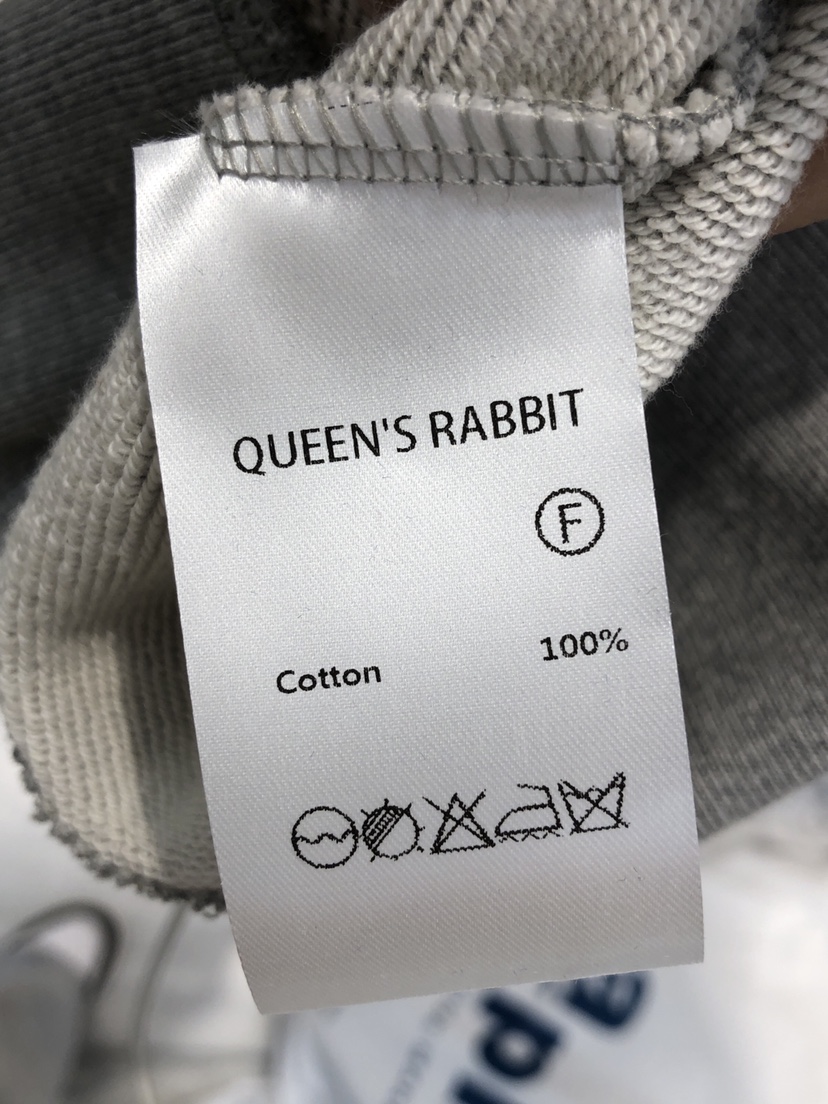 QUEEN'S RABBIT
F
Cotton 100%